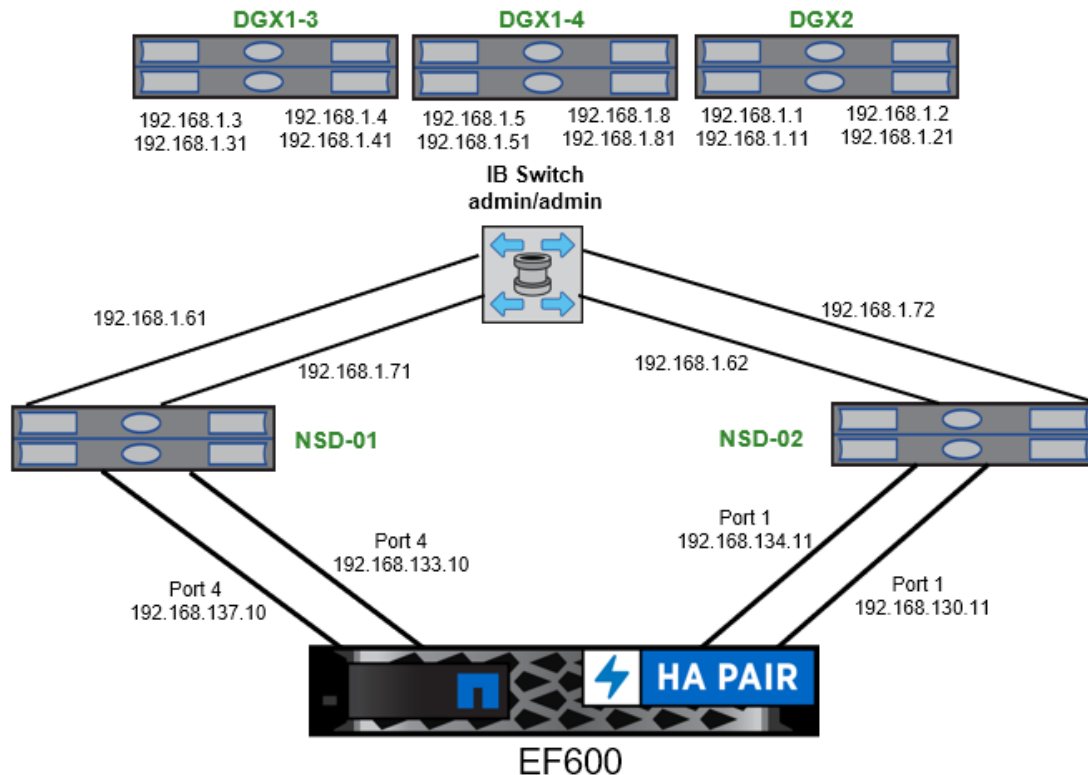 DGX1-3
DGX1-4
DGX2
192.168.1.3
192.168.1.31
192.168.1.4
192.168.1.41
192.168.1.5
192.168.1.51
192.168.1.8
192.168.1.81
192.168.1.1
192.168.1.11
192.168.1.2
192.168.1.21
IB Switch
admin/admin
192.168.1.61
192.168.1.71
192.168.1.72
192.168.1.62
NSD-01
NSD-02
Port 4
192.168.137.10
Port 4
192.168.133.10
Port 1
192.168.134.11
Port 1
192.168.130.11
HA PAIR
EF600